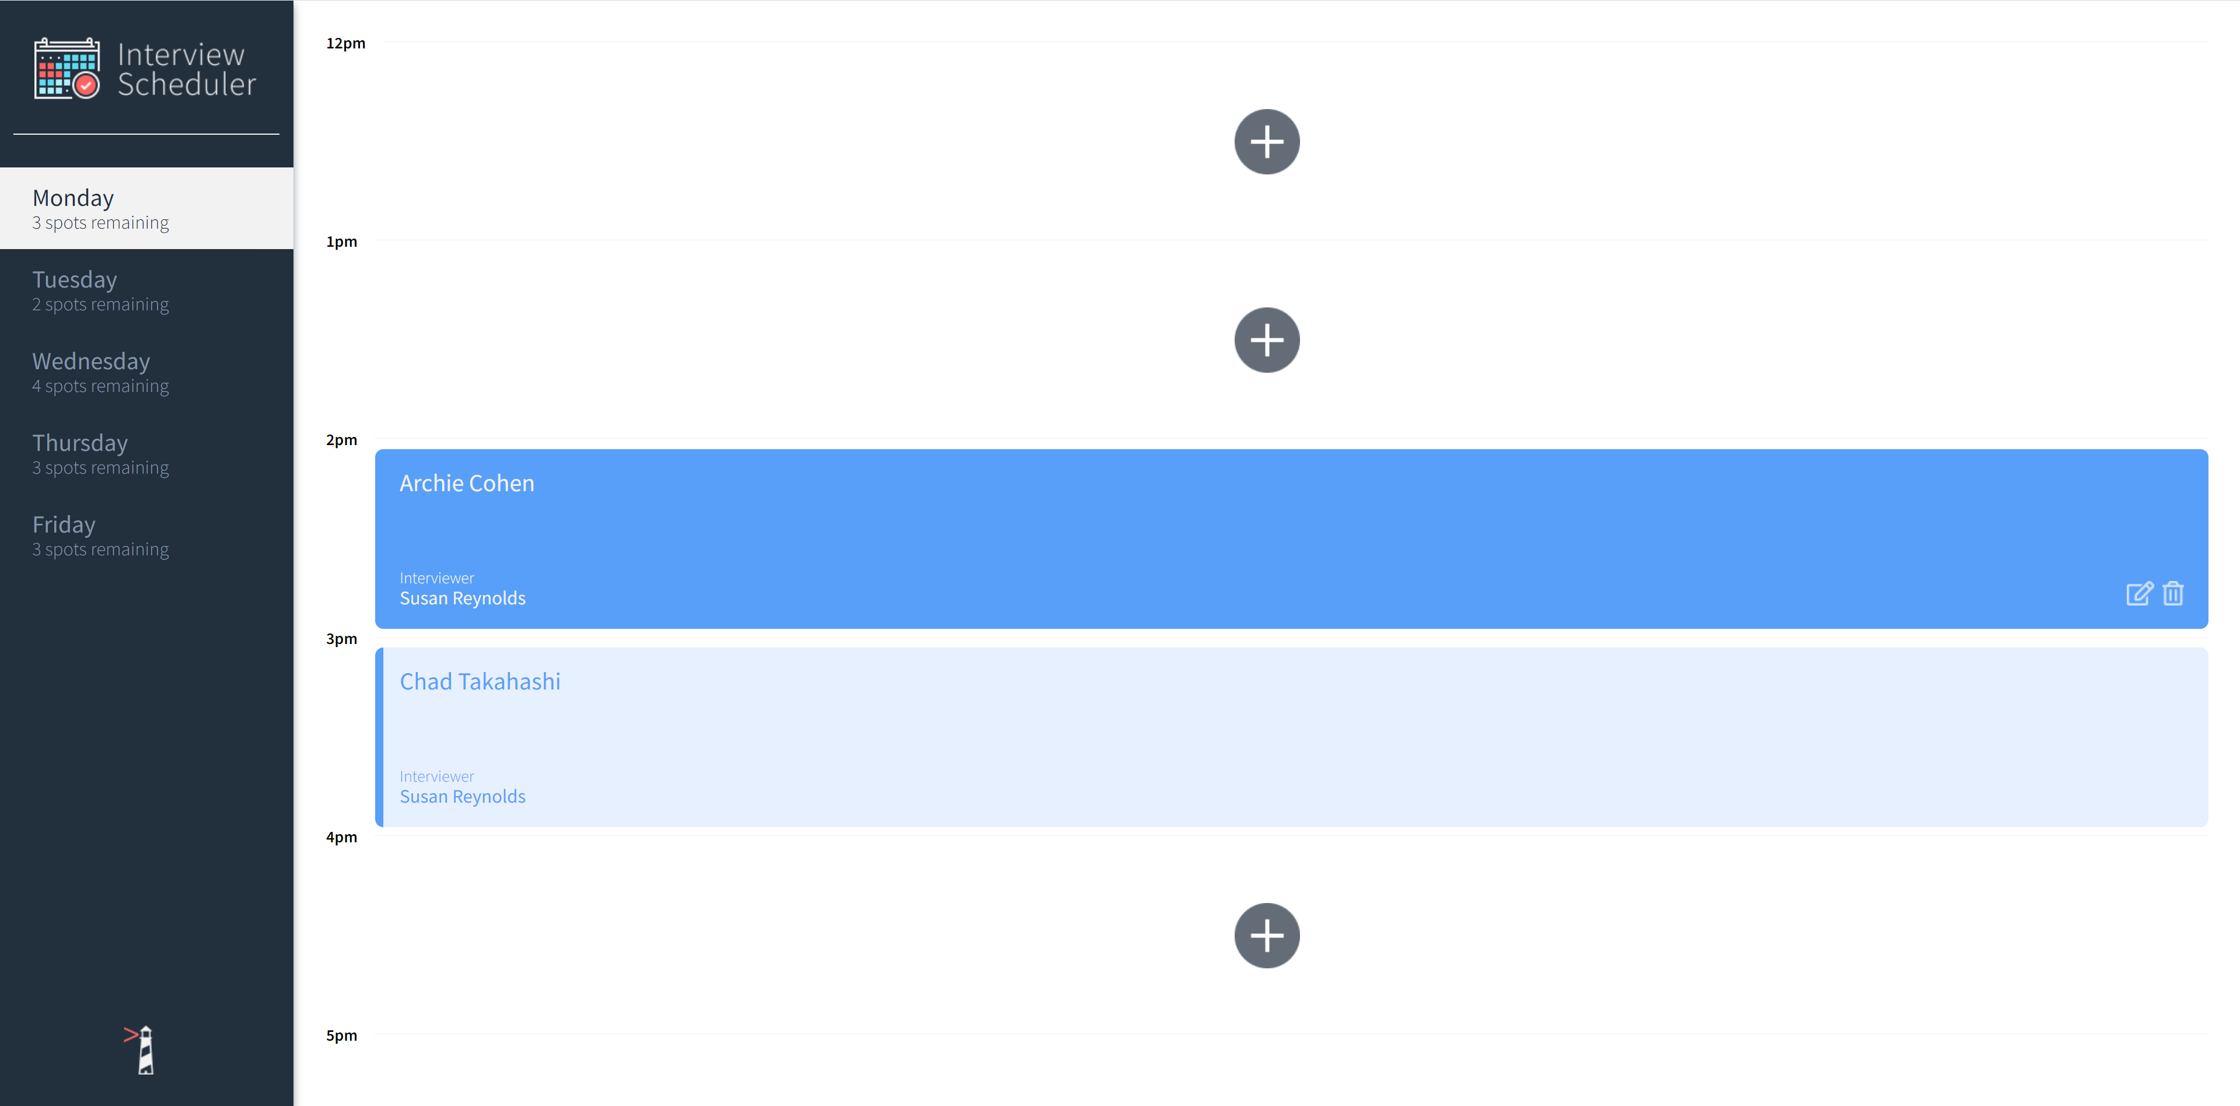 Interview
Scheduler
Monday
3 spots remaining
Tuesday
2 spots remaining
Wednesday
4 spots remaining
Thursday
3 spots remaining
Friday
3 spots remaining
12pm
1pm
2pm
Archie Cohen
Interviewer
Susan Reynolds
3pm
Chad Takahashi
Interviewer
Susan Reynolds
4pm
5pm